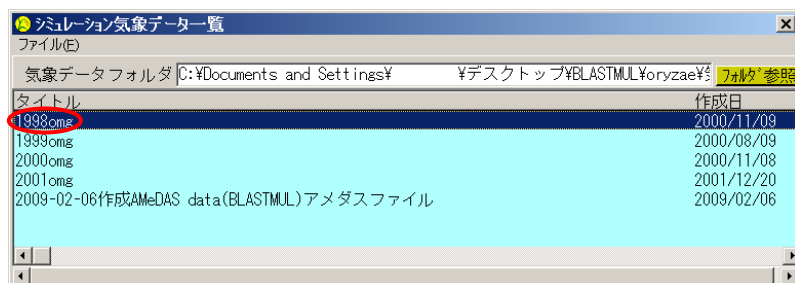 シミュレーション気象データ一覧
ファイル(E)
気象データフォルダ C:¥Documents and Settings¥ ¥デスクトップ¥BLASTMUL¥oryzae¥ フォルダ参照
タイトル 作成日
1998omg 2000/11/09
1999omg 2000/08/09
2000omg 2000/11/08
2001omg 2001/12/20
2009-02-06作成AMeDAS data(BLASTMUL)アメダスファイル 2009/02/06